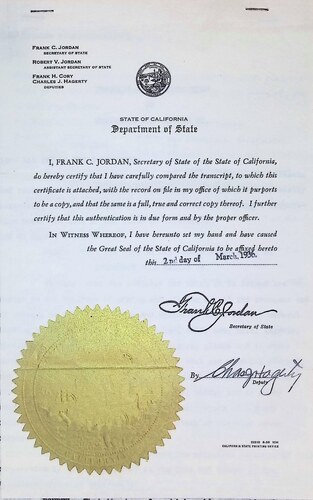 FRANK C. JORDAN
SECRETARY OF STATE
ROBERT V. JORDAN
ASSISTANT SECRETARY OF STATE
FRANK H. CORY
CHARLES J. HAGERTY
DEPUTIES
STATE OF CALIFORNIA
Department of State
I, FRANK C. JORDAN, Secretary of State of the State of California,
do hereby certify that I have carefully compared the transcript, to which this
certificate is attached, with the record on file in my office of which it purports
to be a copy, and that the same is a full, true and correct copy thereof. I further
certify that this authentication is in due form and by the proper officer.
IN WITNESS WHEREOF, I have hereunto set my hand and have caused
the Great Seal of the State of California to be affixed hereto
this 2nd day of March, 1936.
Frank C. Jordan
Secretary of State
By Chas. J. Hagerty
Deputy
CALIFORNIA STATE PRINTING OFFICE